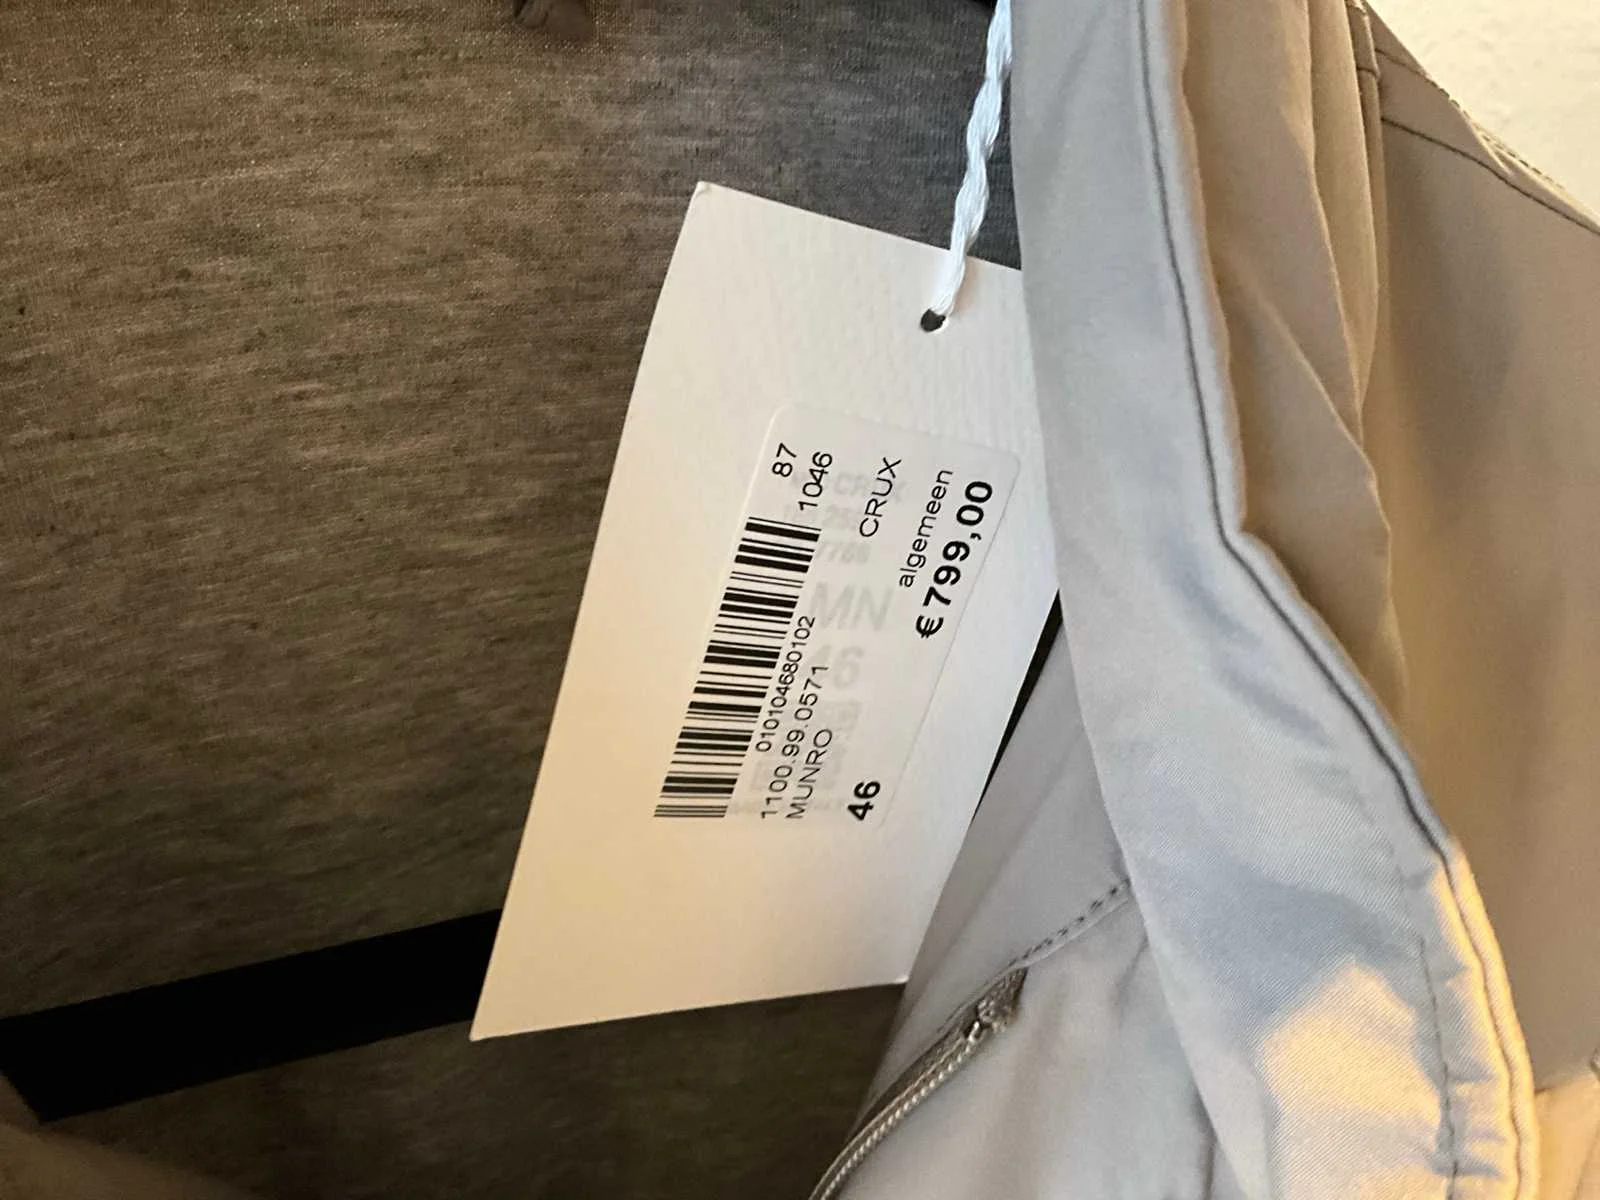 87
1046
010104680102
1100.99.0571
MUNRO
CRUX
algemeen
46
€ 799,00